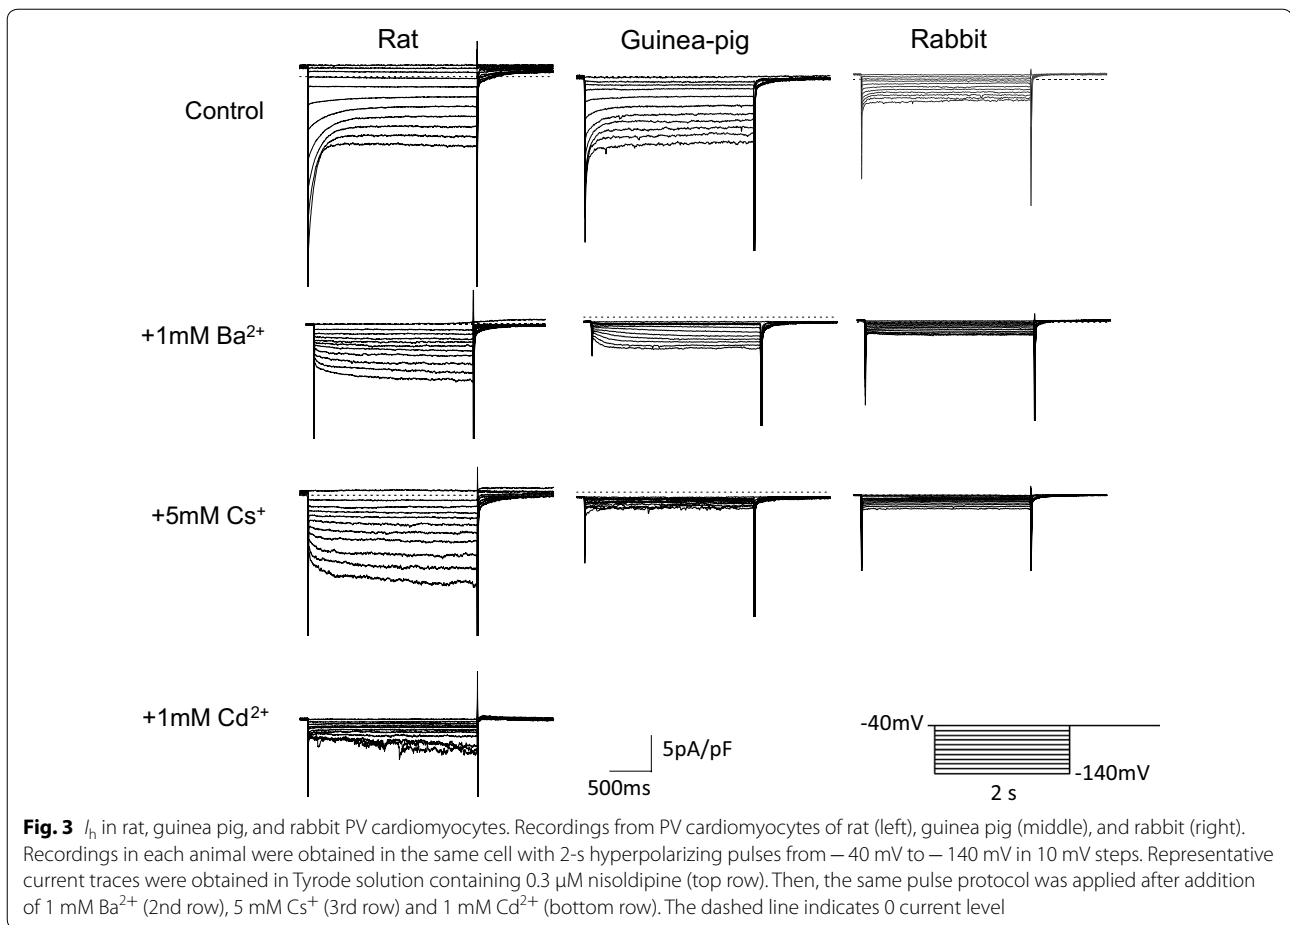 Rat
Guinea-pig
Rabbit
Control
+1mM Ba²⁺
+5mM Cs⁺
+1mM Cd²⁺
5pA/pF
500ms
-40mV
-140mV
2 s
Fig. 3 Iₕ in rat, guinea pig, and rabbit PV cardiomyocytes. Recordings from PV cardiomyocytes of rat (left), guinea pig (middle), and rabbit (right).
Recordings in each animal were obtained in the same cell with 2-s hyperpolarizing pulses from − 40 mV to − 140 mV in 10 mV steps. Representative
current traces were obtained in Tyrode solution containing 0.3 μM nisoldipine (top row). Then, the same pulse protocol was applied after addition
of 1 mM Ba²⁺ (2nd row), 5 mM Cs⁺ (3rd row) and 1 mM Cd²⁺ (bottom row). The dashed line indicates 0 current level